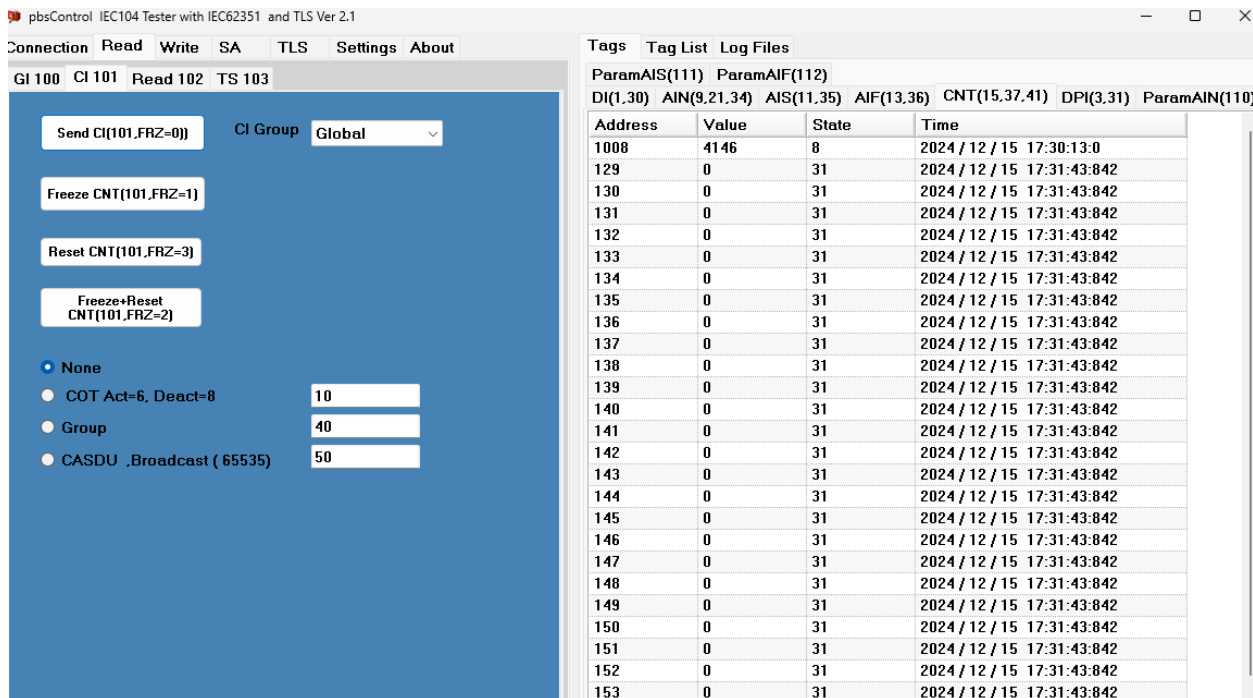 pbsControl IEC104 Tester with IEC62351 and TLS Ver 2.1
Connection Read Write SA TLS Settings About
GI 100 CI 101 Read 102 TS 103
Send CI(101,FRZ=0)) CI Group Global
Freeze CNT(101,FRZ=1)
Reset CNT(101,FRZ=3)
Freeze+Reset
CNT(101,FRZ=2)
None
COT Act=6, Deact=8 10
Group 40
CASDU ,Broadcast ( 65535) 50
Tags Tag List Log Files
ParamAIS(111) ParamAIF(112)
DI(1,30) AIN(9,21,34) AIS(11,35) AIF(13,36) CNT(15,37,41) DPI(3,31) ParamAIN(110)
Address Value State Time
1008 4146 8 2024 / 12 / 15 17:30:13:0
129 0 31 2024 / 12 / 15 17:31:43:842
130 0 31 2024 / 12 / 15 17:31:43:842
131 0 31 2024 / 12 / 15 17:31:43:842
132 0 31 2024 / 12 / 15 17:31:43:842
133 0 31 2024 / 12 / 15 17:31:43:842
134 0 31 2024 / 12 / 15 17:31:43:842
135 0 31 2024 / 12 / 15 17:31:43:842
136 0 31 2024 / 12 / 15 17:31:43:842
137 0 31 2024 / 12 / 15 17:31:43:842
138 0 31 2024 / 12 / 15 17:31:43:842
139 0 31 2024 / 12 / 15 17:31:43:842
140 0 31 2024 / 12 / 15 17:31:43:842
141 0 31 2024 / 12 / 15 17:31:43:842
142 0 31 2024 / 12 / 15 17:31:43:842
143 0 31 2024 / 12 / 15 17:31:43:842
144 0 31 2024 / 12 / 15 17:31:43:842
145 0 31 2024 / 12 / 15 17:31:43:842
146 0 31 2024 / 12 / 15 17:31:43:842
147 0 31 2024 / 12 / 15 17:31:43:842
148 0 31 2024 / 12 / 15 17:31:43:842
149 0 31 2024 / 12 / 15 17:31:43:842
150 0 31 2024 / 12 / 15 17:31:43:842
151 0 31 2024 / 12 / 15 17:31:43:842
152 0 31 2024 / 12 / 15 17:31:43:842
153 0 31 2024 / 12 / 15 17:31:43:842